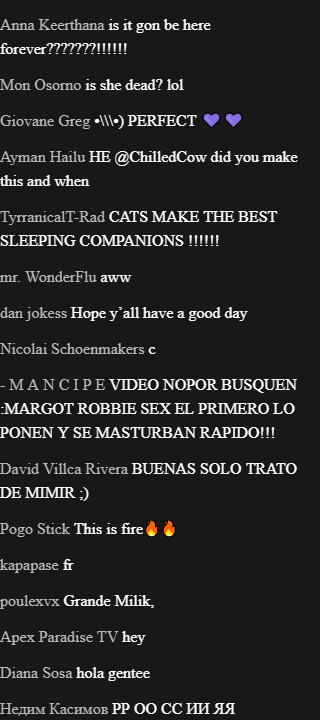 Anna Keerthana is it gon be here
forever???????!!!!!!
Mon Osorno is she dead? lol
Giovane Greg •\\\•) PERFECT 💜 💜
Ayman Hailu HE @ChilledCow did you make
this and when
TyrranicalT-Rad CATS MAKE THE BEST
SLEEPING COMPANIONS !!!!!!
mr. WonderFlu aww
dan jokess Hope y’all have a good day
Nicolai Schoenmakers c
- M A N C I P E VIDEO NOPOR BUSQUEN
:MARGOT ROBBIE SEX EL PRIMERO LO
PONEN Y SE MASTURBAN RAPIDO!!!
David Villca Rivera BUENAS SOLO TRATO
DE MIMIR ;)
Pogo Stick This is fire🔥🔥
kapapase fr
poulexvx Grande Milik,
Apex Paradise TV hey
Diana Sosa hola gentee
Недим Касимов РР ОО СС ИИ ЯЯ